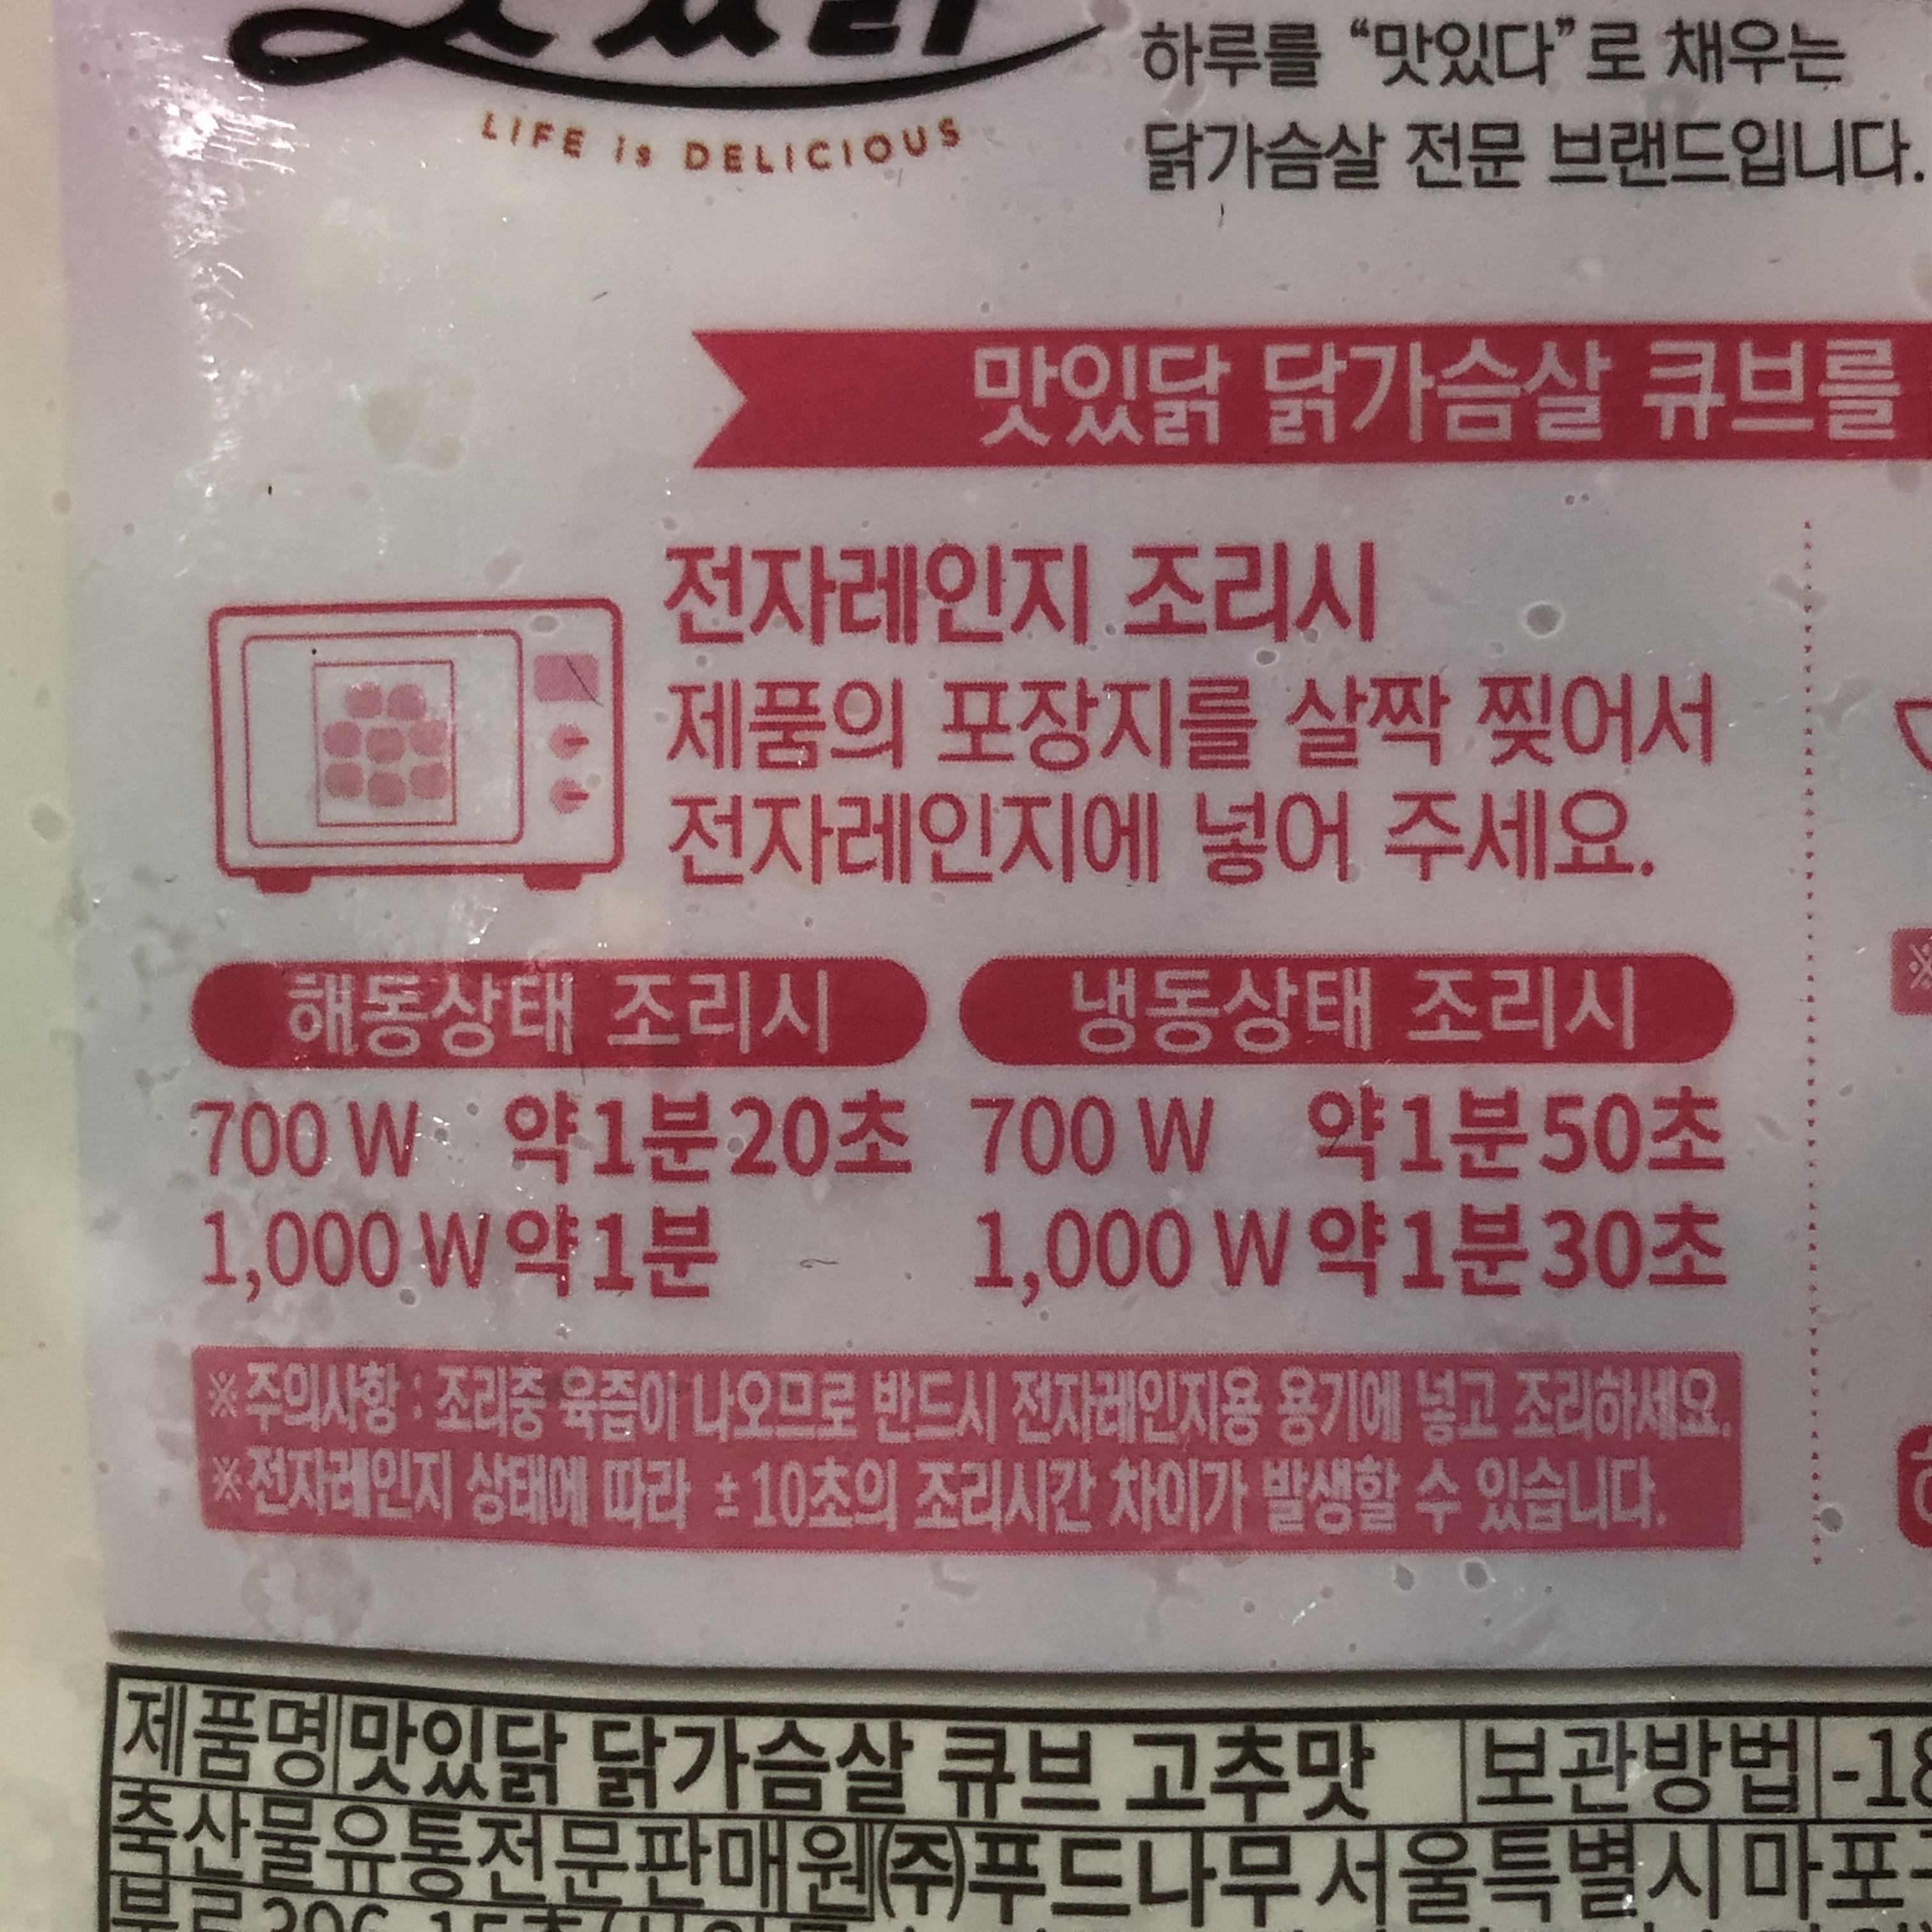 하루를 “맛있다”로 채우는
닭가슴살 전문 브랜드입니다.
LIFE is DELICIOUS
맛있닭 닭가슴살 큐브를
전자레인지 조리시
제품의 포장지를 살짝 찢어서
전자레인지에 넣어 주세요.
해동상태 조리시
700 W 약1분20초
1,000 W 약1분
냉동상태 조리시
700 W 약1분50초
1,000 W 약1분30초
※주의사항 : 조리중 육즙이 나오므로 반드시 전자레인지용 용기에 넣고 조리하세요.
※전자레인지 상태에 따라 ±10초의 조리시간 차이가 발생할 수 있습니다.
제품명 맛있닭 닭가슴살 큐브 고추맛 보관방법 -18
축산물유통전문판매원 ㈜푸드나무 서울특별시 마포